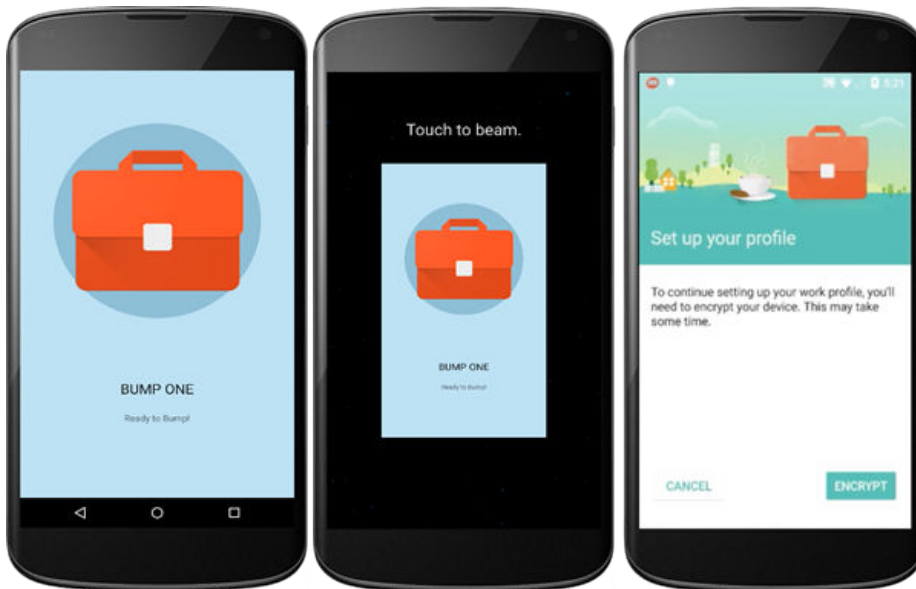 BUMP ONE
Ready to Bump!
Touch to beam.
BUMP ONE
Ready to Bump!
5:21
Set up your profile
To continue setting up your work profile, you'll
need to encrypt your device. This may take
some time.
CANCEL
ENCRYPT